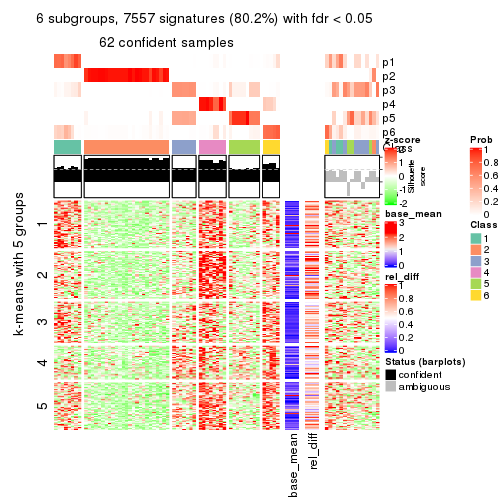 6 subgroups, 7557 signatures (80.2%) with fdr < 0.05
62 confident samples
p1
p2
p3
p4
p5
p6
Class
k-means with 5 groups
1
2
3
4
5
base_mean
rel_diff
Silhouette
score
z-score
2
1
0
-1
-2
base_mean
3
2
1
0
rel_diff
1
0.8
0.6
0.4
0.2
0
Status (barplots)
confident
ambiguous
Prob
1
0.8
0.6
0.4
0.2
0
Class
1
2
3
4
5
6